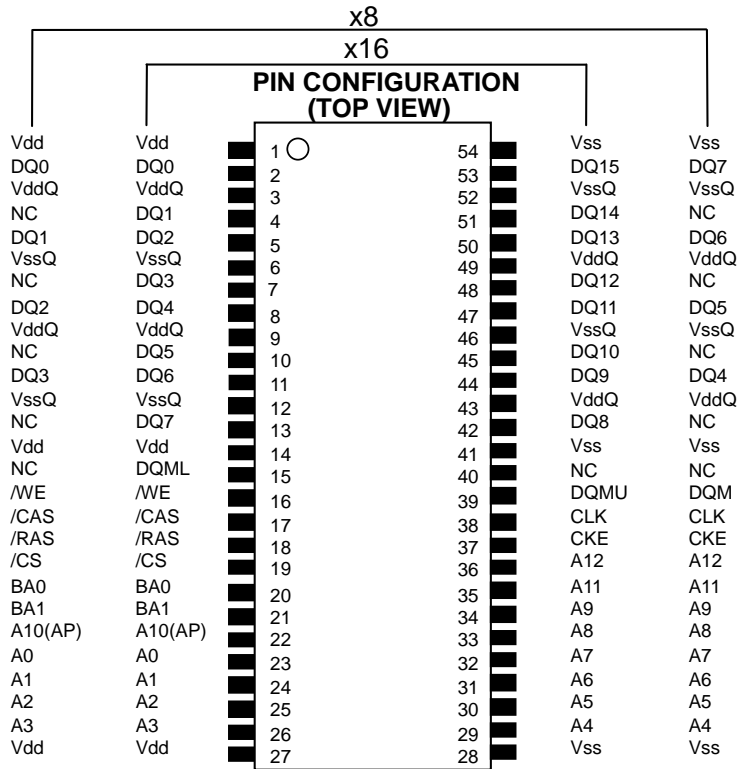 x8
x16
PIN CONFIGURATION
(TOP VIEW)
Vdd Vdd 1 54 Vss Vss
DQ0 DQ0 2 53 DQ15 DQ7
VddQ VddQ 3 52 VssQ VssQ
NC DQ1 4 51 DQ14 NC
DQ1 DQ2 5 50 DQ13 DQ6
VssQ VssQ 6 49 VddQ VddQ
NC DQ3 7 48 DQ12 NC
DQ2 DQ4 8 47 DQ11 DQ5
VddQ VddQ 9 46 VssQ VssQ
NC DQ5 10 45 DQ10 NC
DQ3 DQ6 11 44 DQ9 DQ4
VssQ VssQ 12 43 VddQ VddQ
NC DQ7 13 42 DQ8 NC
Vdd Vdd 14 41 Vss Vss
NC DQML 15 40 NC NC
/WE /WE 16 39 DQMU DQM
/CAS /CAS 17 38 CLK CLK
/RAS /RAS 18 37 CKE CKE
/CS /CS 19 36 A12 A12
BA0 BA0 20 35 A11 A11
BA1 BA1 21 34 A9 A9
A10(AP) A10(AP) 22 33 A8 A8
A0 A0 23 32 A7 A7
A1 A1 24 31 A6 A6
A2 A2 25 30 A5 A5
A3 A3 26 29 A4 A4
Vdd Vdd 27 28 Vss Vss